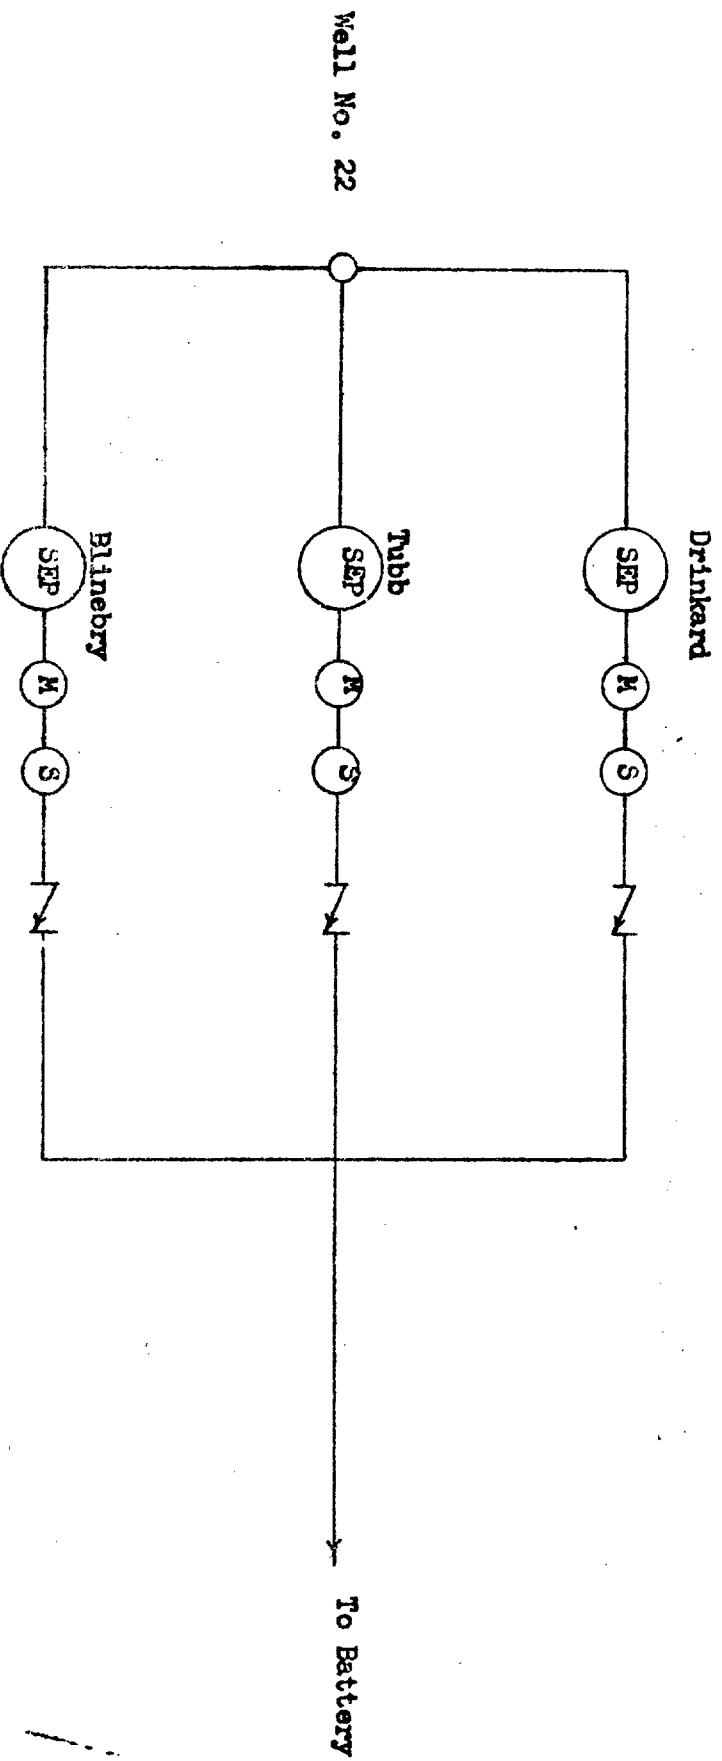 Well No. 22
Drinkard
SEP
M
S
Tubb
SEP
M
S
Blinebry
SEP
M
S
To Battery